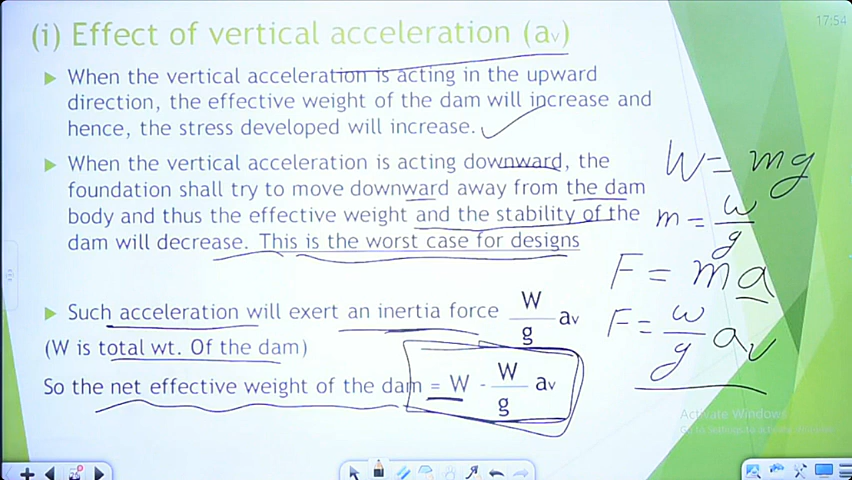 17:54
(i) Effect of vertical acceleration (av)
When the vertical acceleration is acting in the upward
direction, the effective weight of the dam will increase and
hence, the stress developed will increase.
When the vertical acceleration is acting downward, the
foundation shall try to move downward away from the dam
body and thus the effective weight and the stability of the
dam will decrease. This is the worst case for designs
Such acceleration will exert an inertia force W/g av
(W is total wt. Of the dam)
So the net effective weight of the dam = W - W/g av
W = mg
m = w/g
F = ma
F = w/g av
Activate Windows